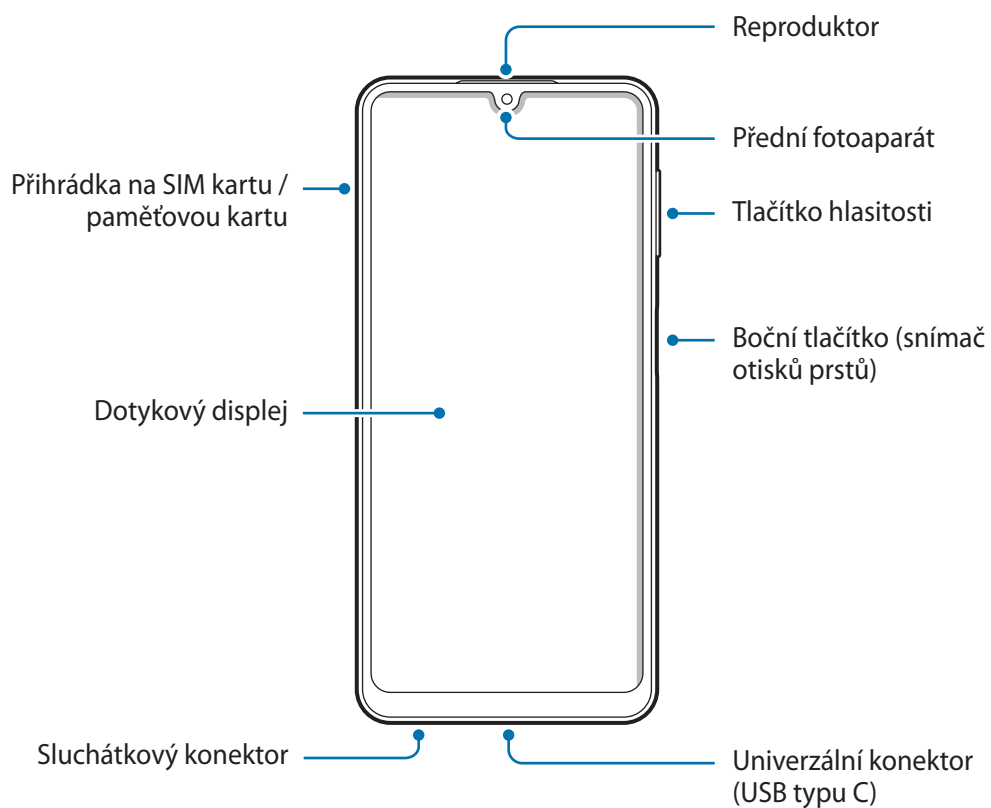 Reproduktor
Přední fotoaparát
Přihrádka na SIM kartu /
paměťovou kartu
Tlačítko hlasitosti
Boční tlačítko (snímač
otisků prstů)
Dotykový displej
Sluchátkový konektor
Univerzální konektor
(USB typu C)